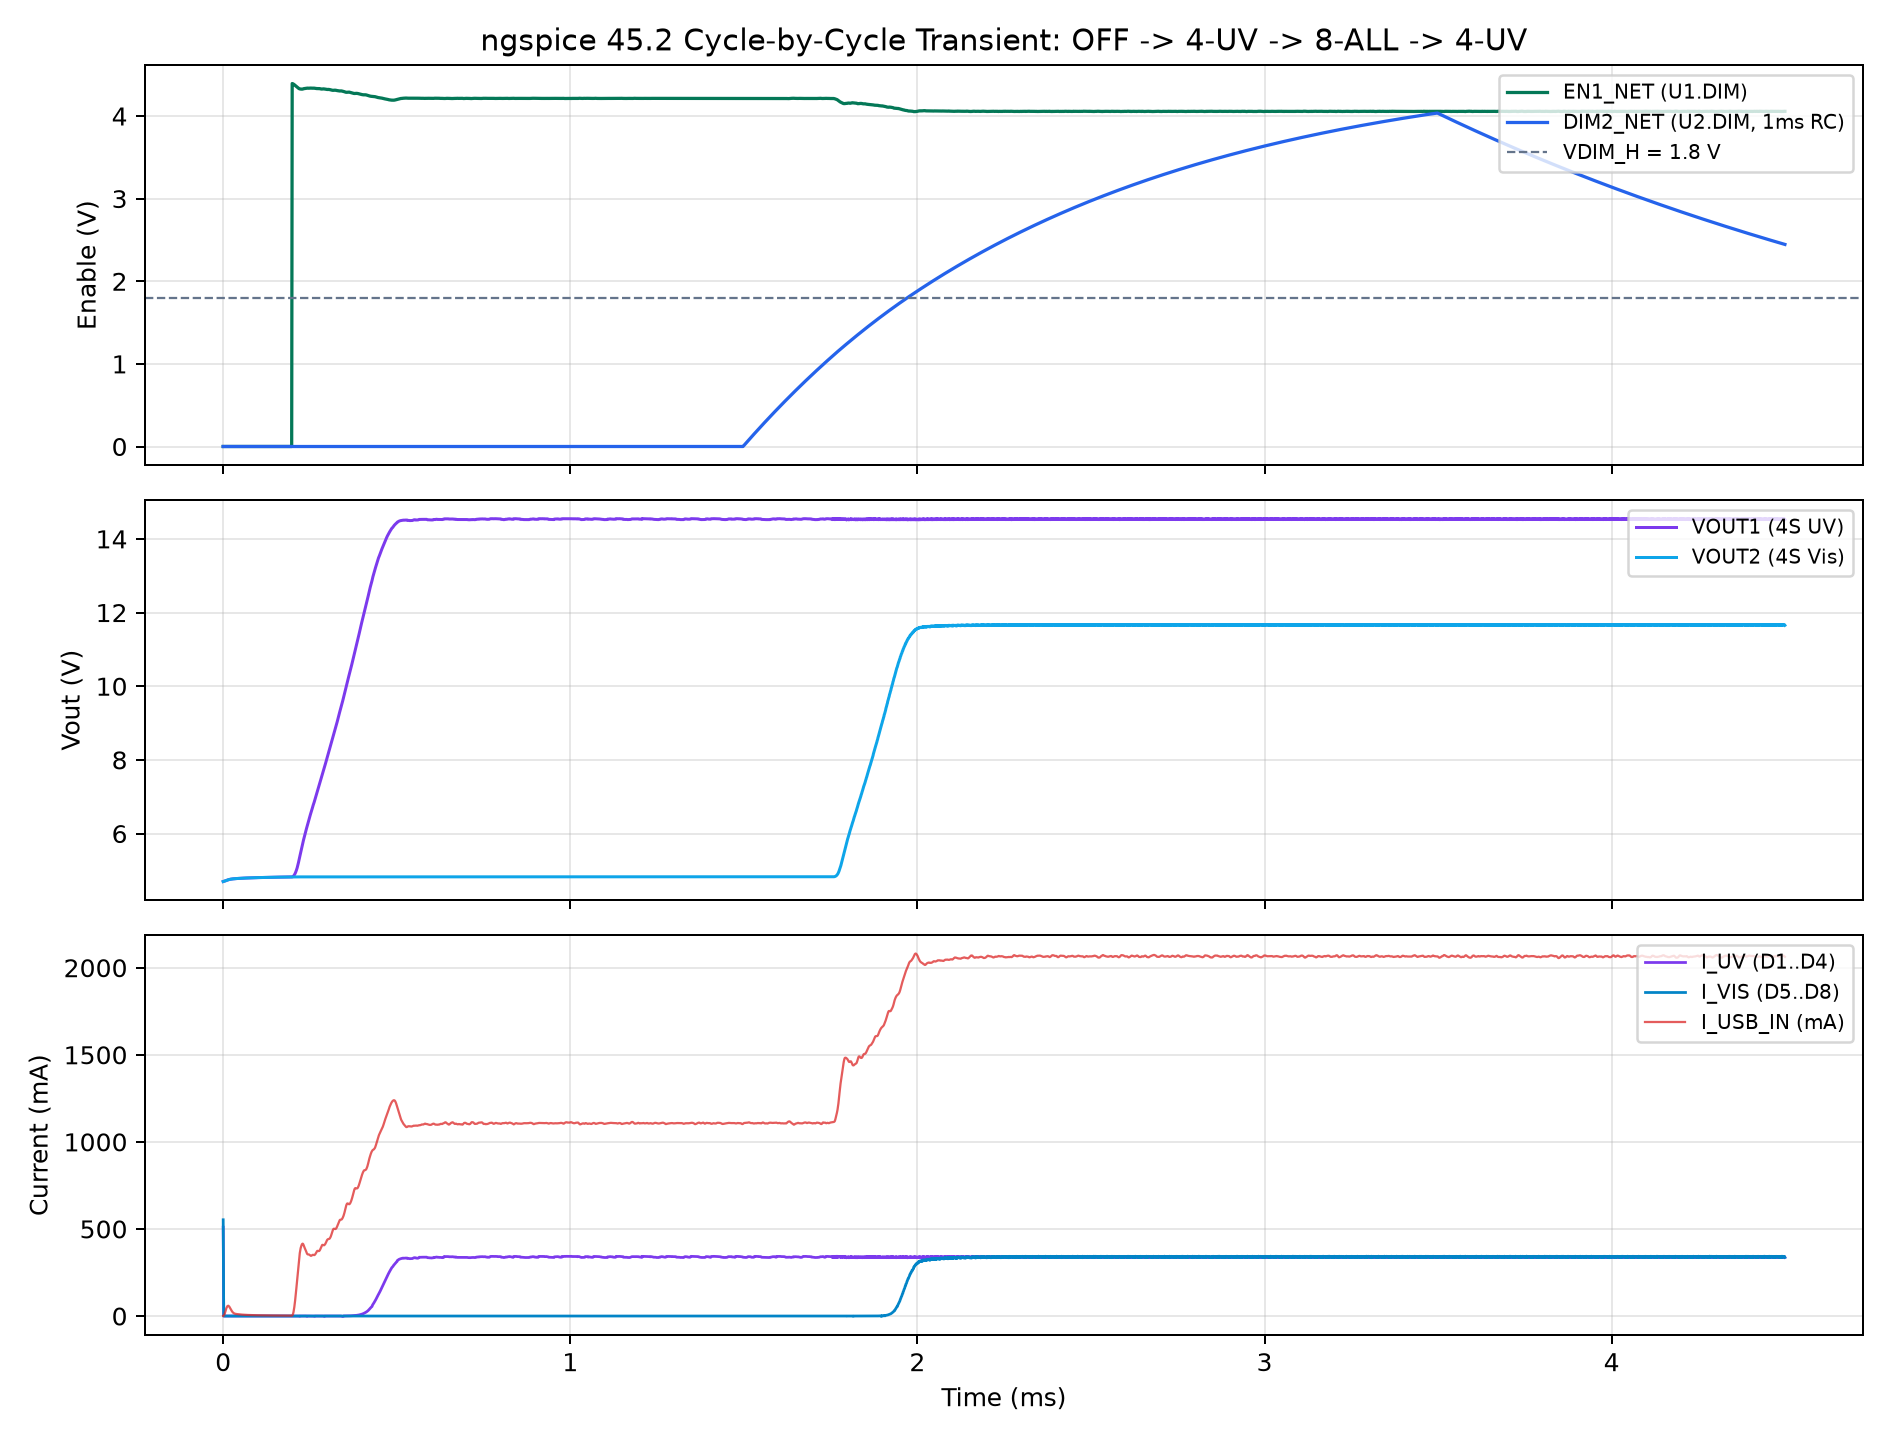 ngspice 45.2 Cycle-by-Cycle Transient: OFF -> 4-UV -> 8-ALL -> 4-UV
Enable (V)
4
3
2
1
0
EN1_NET (U1.DIM)
DIM2_NET (U2.DIM, 1ms RC)
VDIM_H = 1.8 V
Vout (V)
14
12
10
8
6
VOUT1 (4S UV)
VOUT2 (4S Vis)
Current (mA)
2000
1500
1000
500
0
I_UV (D1..D4)
I_VIS (D5..D8)
I_USB_IN (mA)
0 1 2 3 4
Time (ms)